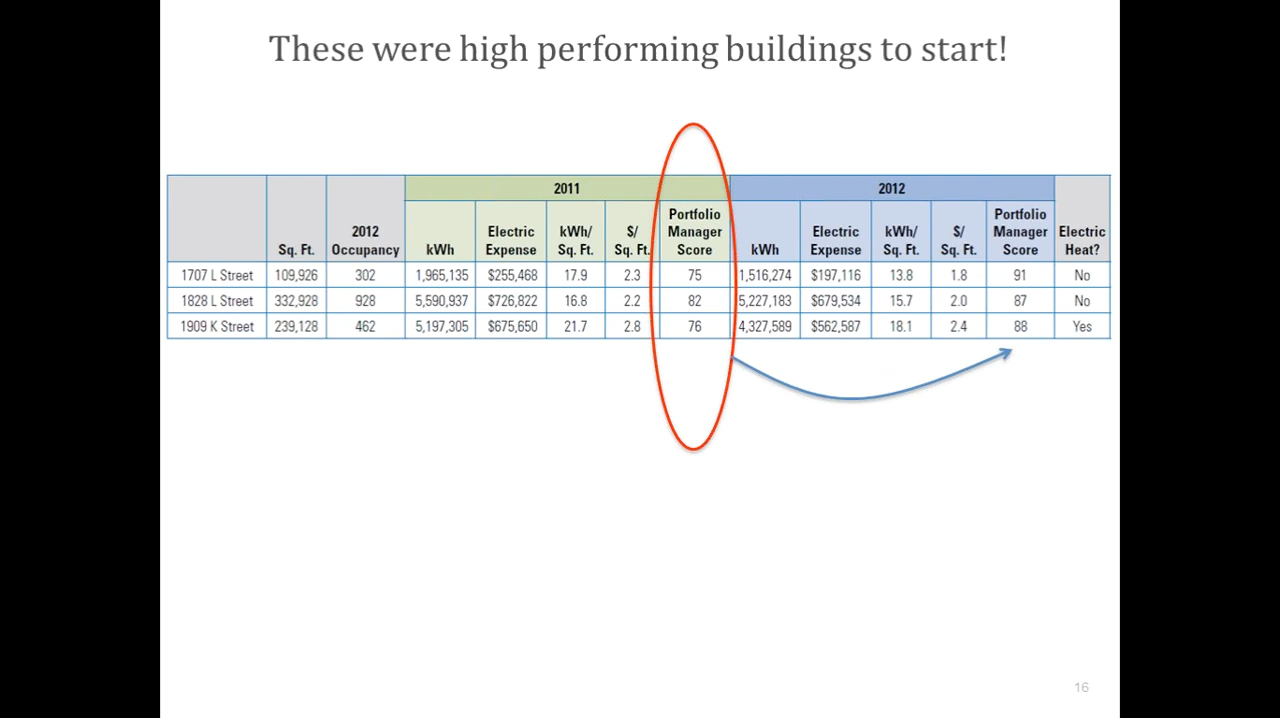 These were high performing buildings to start!
2011 2012
Sq. Ft. 2012 Occupancy kWh Electric Expense kWh/ Sq. Ft. $/ Sq. Ft. Portfolio Manager Score kWh Electric Expense kWh/ Sq. Ft. $/ Sq. Ft. Portfolio Manager Score Electric Heat?
1707 L Street 109,926 302 1,965,135 $255,468 17.9 2.3 75 1,516,274 $197,116 13.8 1.8 91 No
1828 L Street 332,928 928 5,590,937 $726,822 16.8 2.2 82 5,227,183 $679,534 15.7 2.0 87 No
1909 K Street 239,128 462 5,197,305 $675,650 21.7 2.8 76 4,327,589 $562,587 18.1 2.4 88 Yes
16